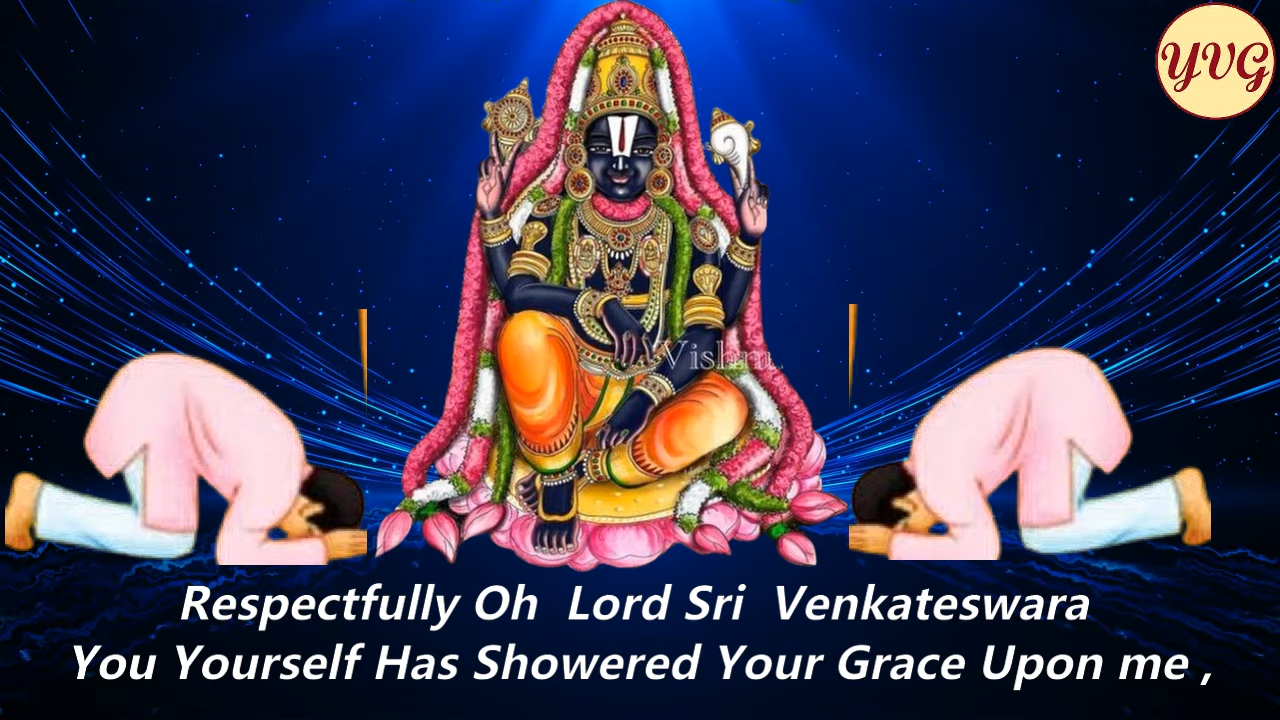 YVG
Vishnu
Respectfully Oh Lord Sri Venkateswara
You Yourself Has Showered Your Grace Upon me ,